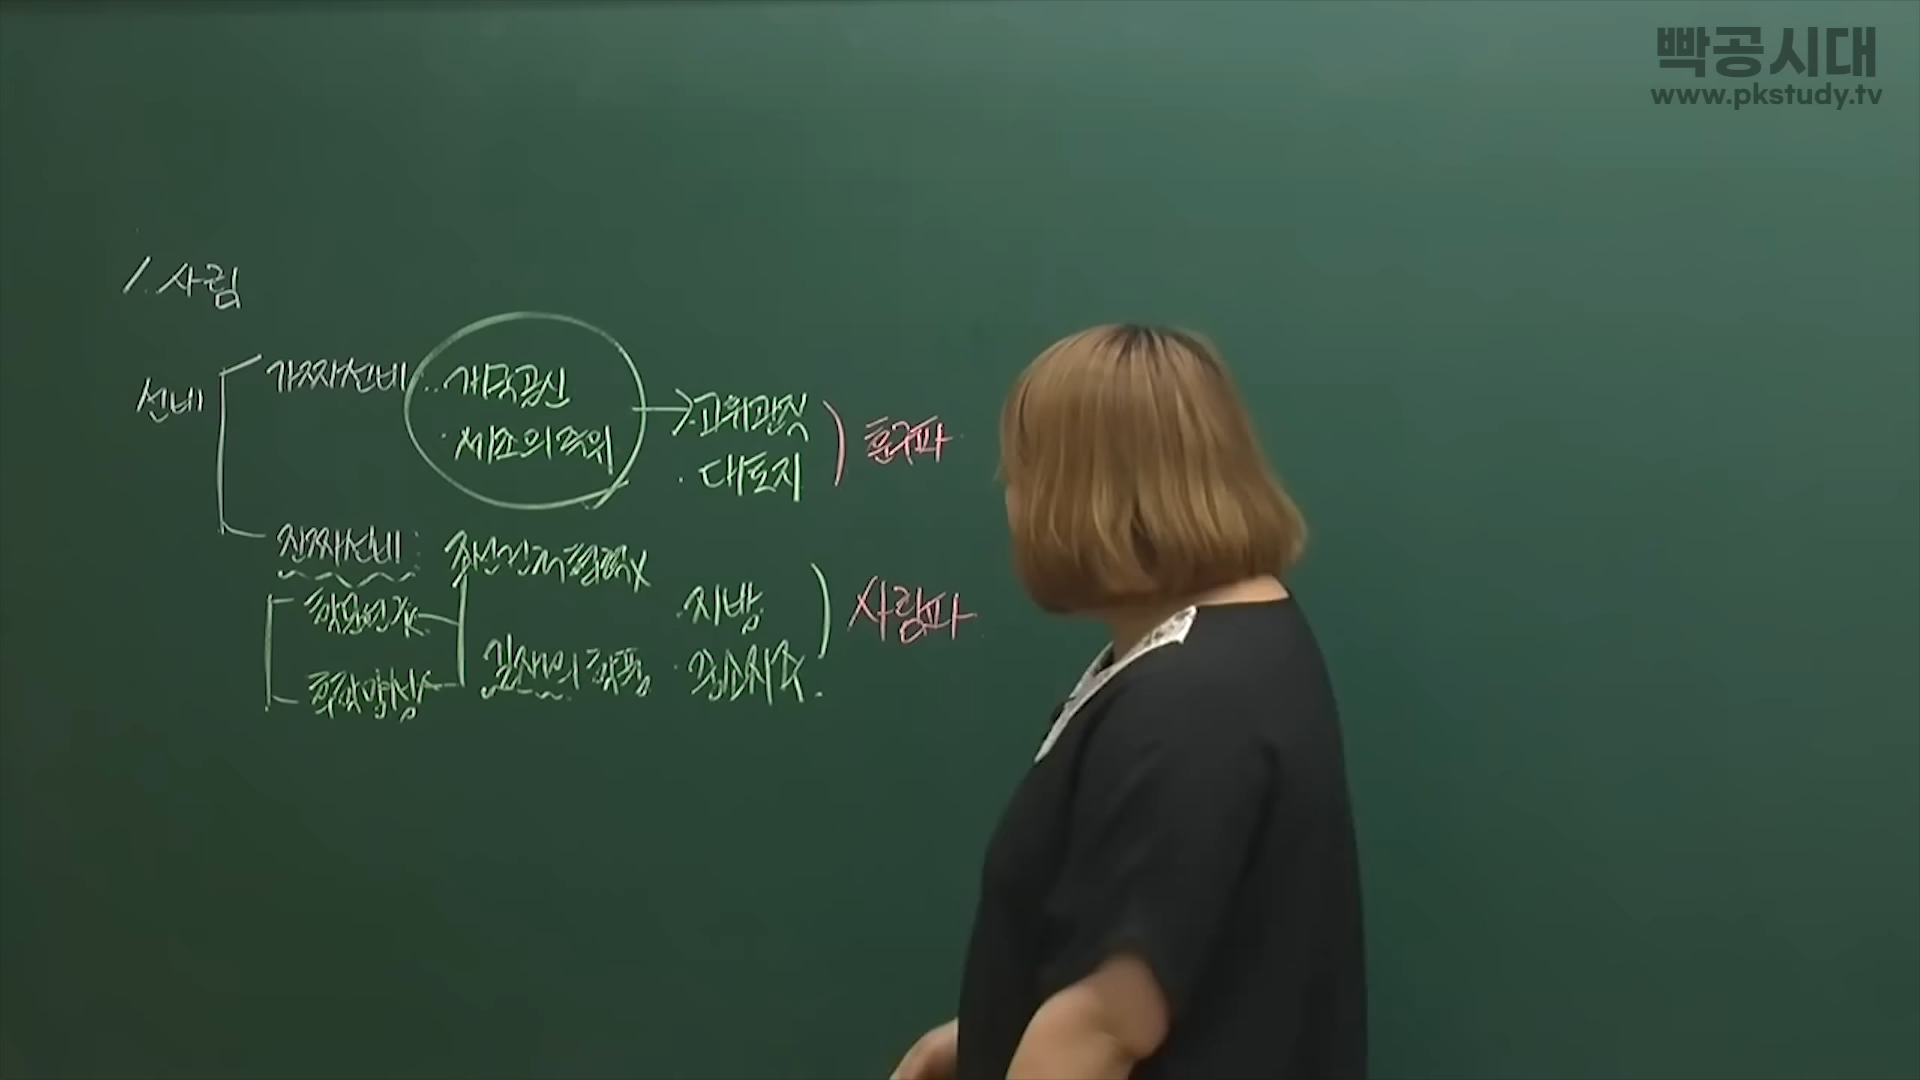 빡공시대
www.pkstudy.tv
1. 사림
선비
가짜선비
· 개국공신
· 세조의 즉위
· 고위관직
· 대토지
훈구파
진짜선비
조선건국 협력X
학문연구
후학양성
길재의 학풍
· 지방
· 중소지주
사림파